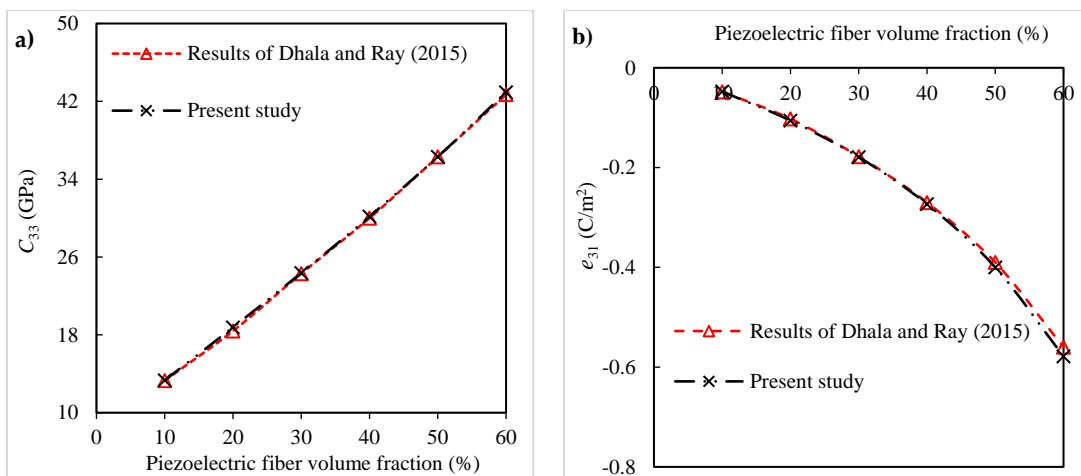 a)
50
42
34
26
18
10
C33 (GPa)
Results of Dhala and Ray (2015)
Present study
0 10 20 30 40 50 60
Piezoelectric fiber volume fraction (%)
b)
Piezoelectric fiber volume fraction (%)
0
-0.2
-0.4
-0.6
-0.8
0 10 20 30 40 50 60
e31 (C/m²)
Results of Dhala and Ray (2015)
Present study